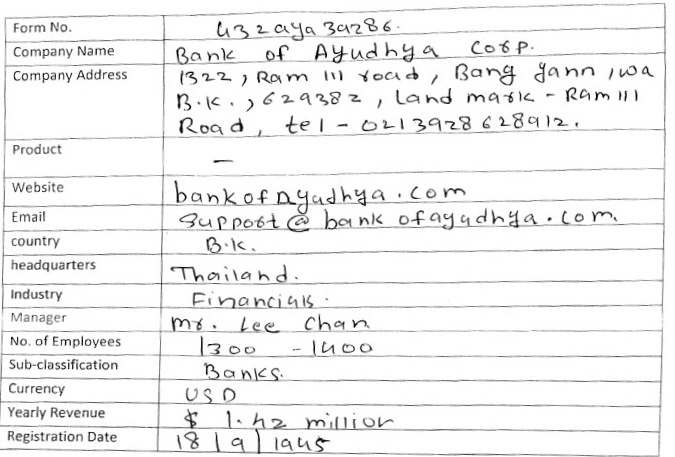 Form No. 432aya39286.
Company Name Bank of Ayudhya Corp.
Company Address 1322, Ram III road, Bang Yann, wa
B.K., 629382, Land mark - Ram III
Road, tel - 0213928628912.
Product -
Website bankofAyudhya.com
Email Support@bankofayudhya.com.
country B.K.
headquarters Thailand.
Industry Financials.
Manager Mr. Lee Chan
No. of Employees 1300 - 1400
Sub-classification Banks.
Currency USD
Yearly Revenue $ 1.42 million
Registration Date 18/9/1945